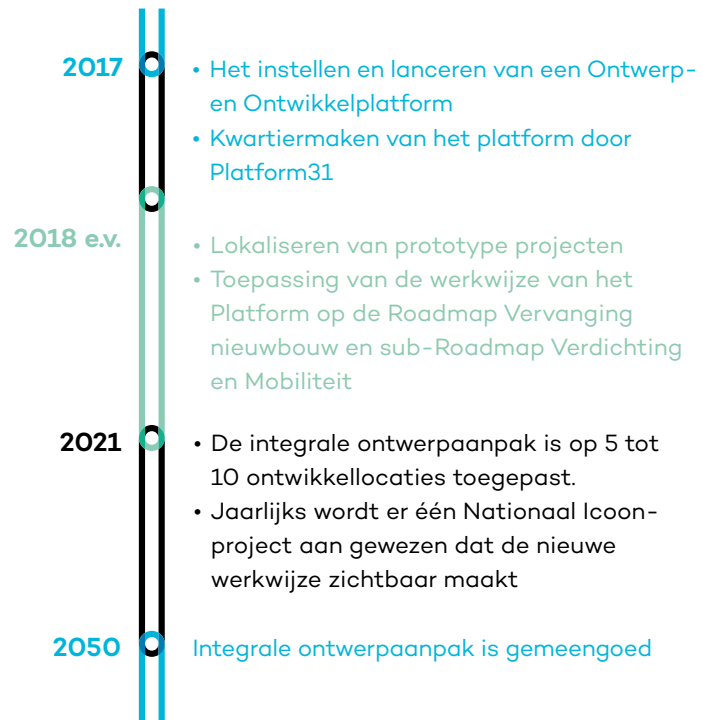 2017
• Het instellen en lanceren van een Ontwerp-
en Ontwikkelplatform
• Kwartiermaken van het platform door
Platform31
2018 e.v.
• Lokaliseren van prototype projecten
• Toepassing van de werkwijze van het
Platform op de Roadmap Vervanging
nieuwbouw en sub-Roadmap Verdichting
en Mobiliteit
2021
• De integrale ontwerpaanpak is op 5 tot
10 ontwikkellocaties toegepast.
• Jaarlijks wordt er één Nationaal Icoon-
project aan gewezen dat de nieuwe
werkwijze zichtbaar maakt
2050
Integrale ontwerpaanpak is gemeengoed